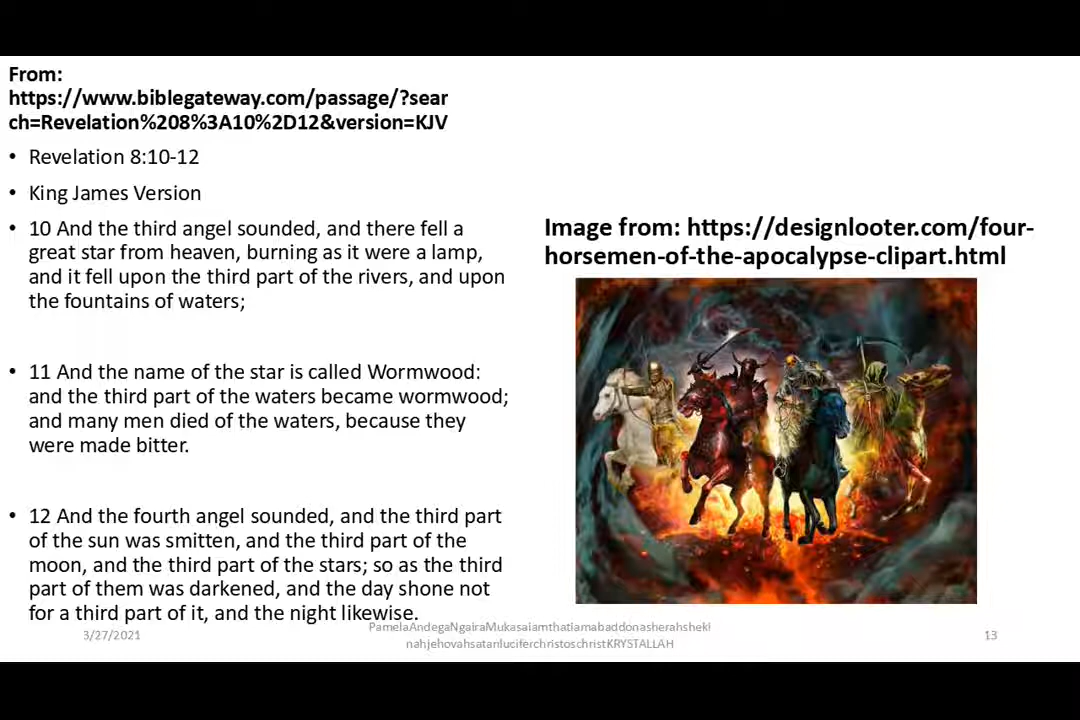 From:
https://www.biblegateway.com/passage/?sear
ch=Revelation%208%3A10%2D12&version=KJV
• Revelation 8:10-12
• King James Version
• 10 And the third angel sounded, and there fell a
great star from heaven, burning as it were a lamp,
and it fell upon the third part of the rivers, and upon
the fountains of waters;
• 11 And the name of the star is called Wormwood:
and the third part of the waters became wormwood;
and many men died of the waters, because they
were made bitter.
• 12 And the fourth angel sounded, and the third part
of the sun was smitten, and the third part of the
moon, and the third part of the stars; so as the third
part of them was darkened, and the day shone not
for a third part of it, and the night likewise.
Image from: https://designlooter.com/four-
horsemen-of-the-apocalypse-clipart.html
3/27/2021
PamelaAndegaNgairaMukasaiamthatiamabaddonasherahsheki
nahjehovahsatanluciferchristoschristKRYSTALLAH
13